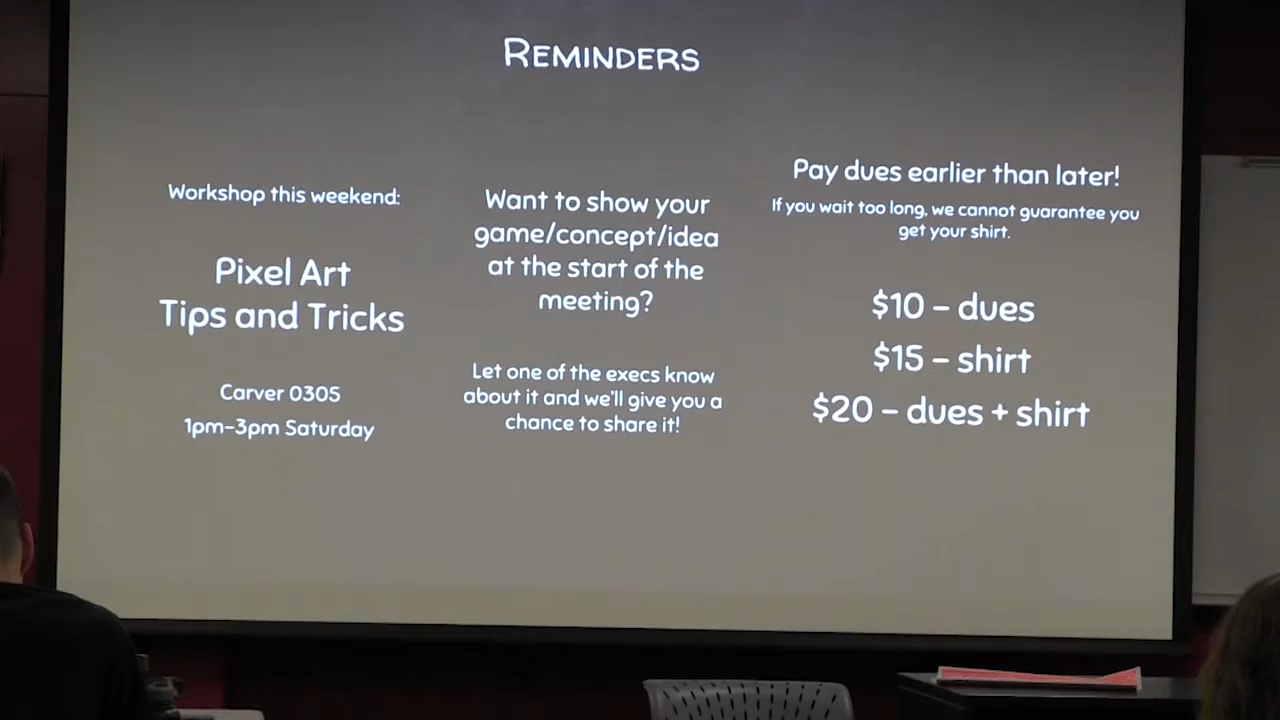 REMINDERS
Workshop this weekend:
Pixel Art
Tips and Tricks
Carver 0305
1pm-3pm Saturday
Want to show your
game/concept/idea
at the start of the
meeting?
Let one of the execs know
about it and we'll give you a
chance to share it!
Pay dues earlier than later!
If you wait too long, we cannot guarantee you
get your shirt.
$10 – dues
$15 – shirt
$20 – dues + shirt